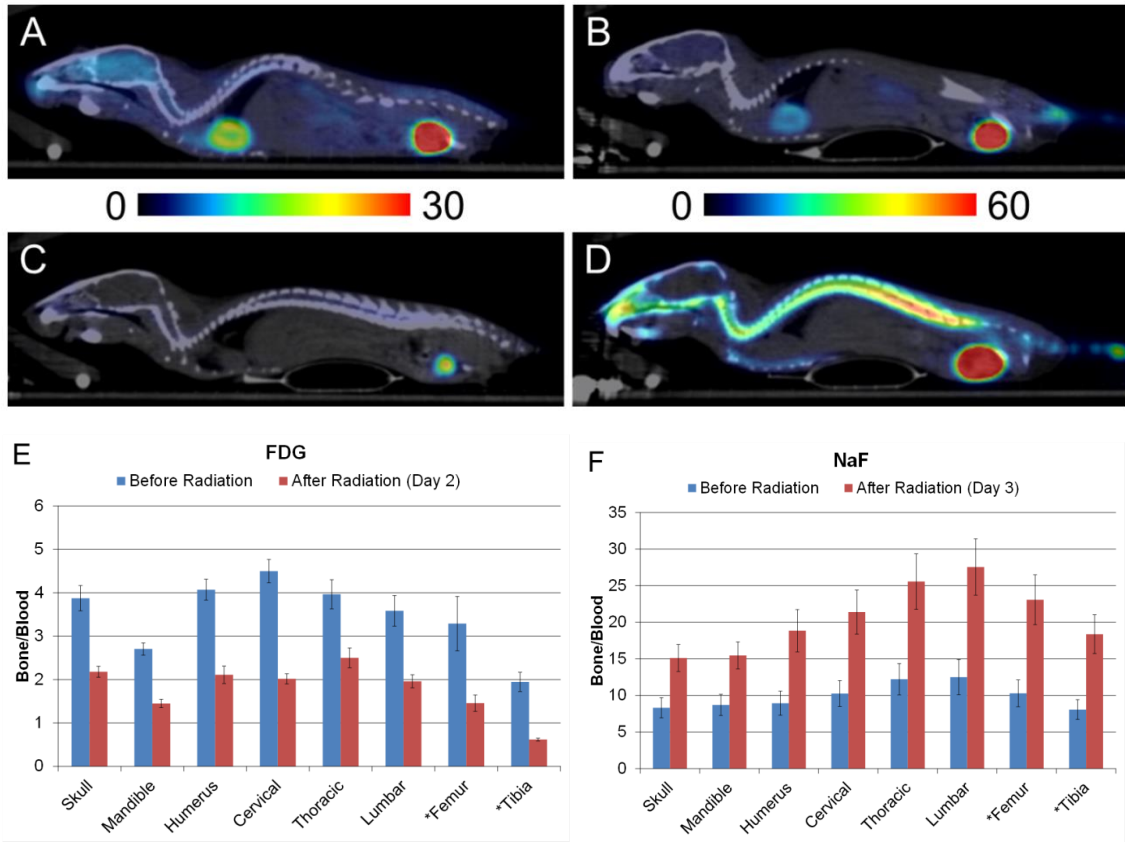 A
B
0 30
0 60
C
D
E
FDG
Before Radiation After Radiation (Day 2)
Bone/Blood
6
5
4
3
2
1
0
Skull Mandible Humerus Cervical Thoracic Lumbar *Femur *Tibia
F
NaF
Before Radiation After Radiation (Day 3)
Bone/Blood
35
30
25
20
15
10
5
0
Skull Mandible Humerus Cervical Thoracic Lumbar *Femur *Tibia